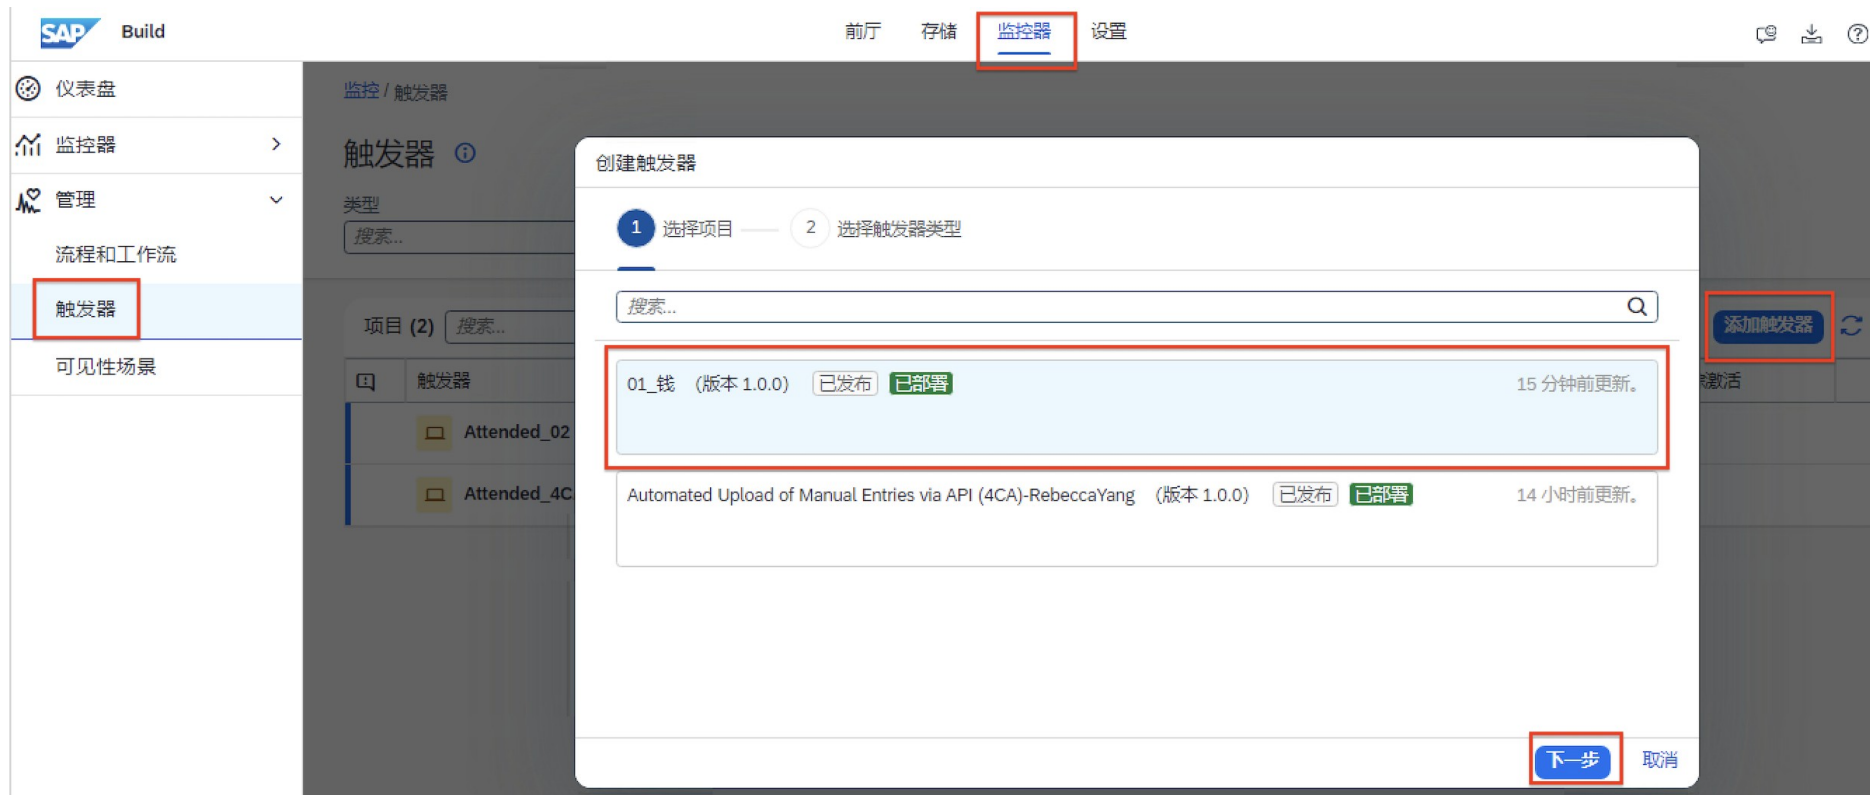 SAP Build 前厅 存储 监控器 设置
仪表盘
监控器
管理
流程和工作流
触发器
可见性场景
监控 / 触发器
触发器
类型
搜索...
项目 (2) 搜索... 添加触发器
触发器 激活
Attended_02
Attended_4C
创建触发器
1 选择项目 2 选择触发器类型
搜索...
01_钱 (版本 1.0.0) 已发布 已部署 15 分钟前更新。
Automated Upload of Manual Entries via API (4CA)-RebeccaYang (版本 1.0.0) 已发布 已部署 14 小时前更新。
下一步 取消